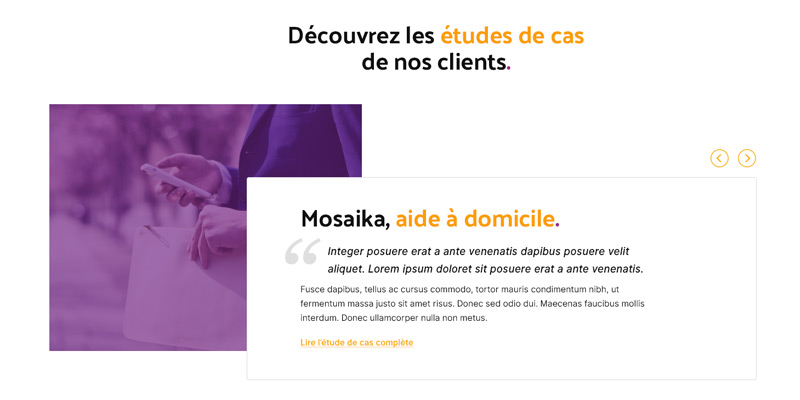 Découvrez les études de cas
de nos clients.
Mosaika, aide à domicile.
“
Integer posuere erat a ante venenatis dapibus posuere velit
aliquet. Lorem ipsum doloret sit posuere erat a ante venenatis.
Fusce dapibus, tellus ac cursus commodo, tortor mauris condimentum nibh, ut
fermentum massa justo sit amet risus. Donec sed odio dui. Maecenas faucibus mollis
interdum. Donec ullamcorper nulla non metus.
Lire l'étude de cas complète